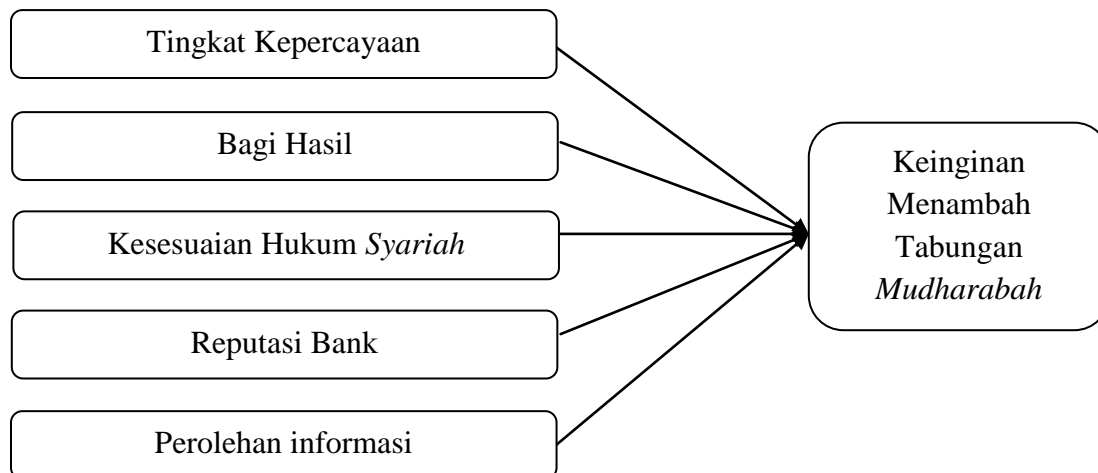 Tingkat Kepercayaan
Bagi Hasil
Kesesuaian Hukum Syariah
Reputasi Bank
Perolehan informasi
Keinginan
Menambah
Tabungan
Mudharabah